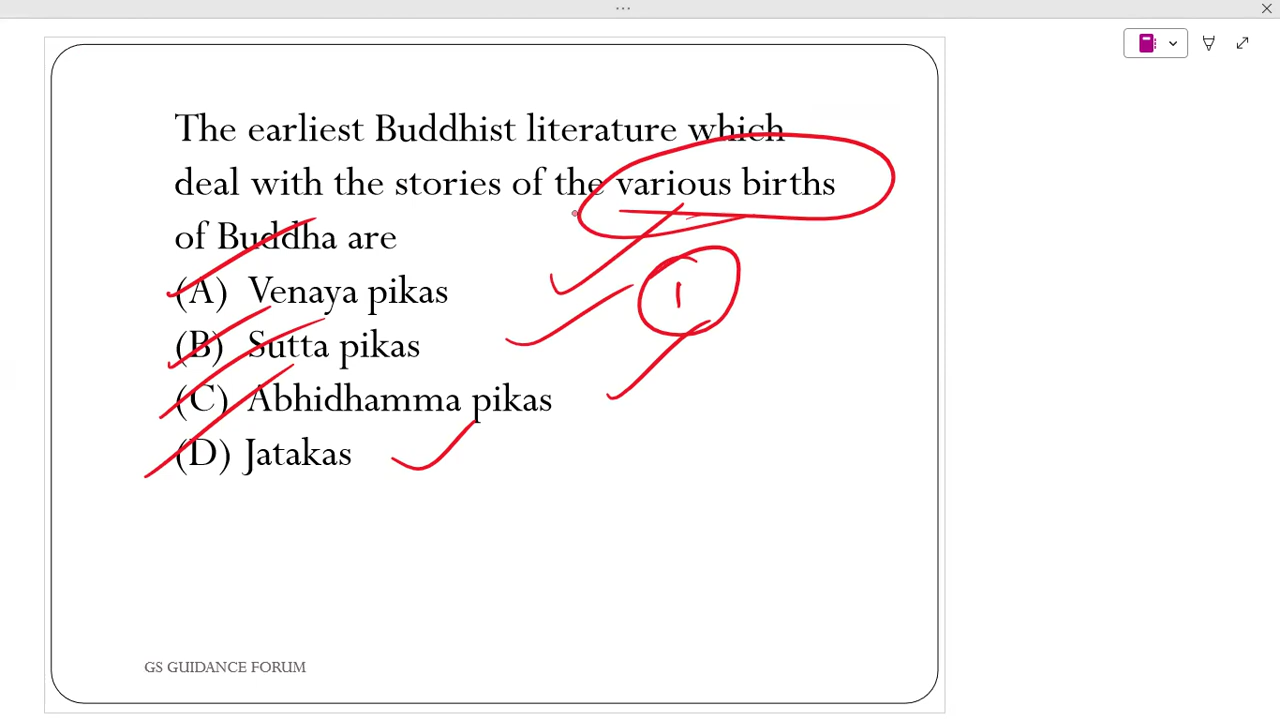 The earliest Buddhist literature which
deal with the stories of the various births
of Buddha are
(A) Venaya pikas
1
(B) Sutta pikas
(C) Abhidhamma pikas
(D) Jatakas
GS GUIDANCE FORUM